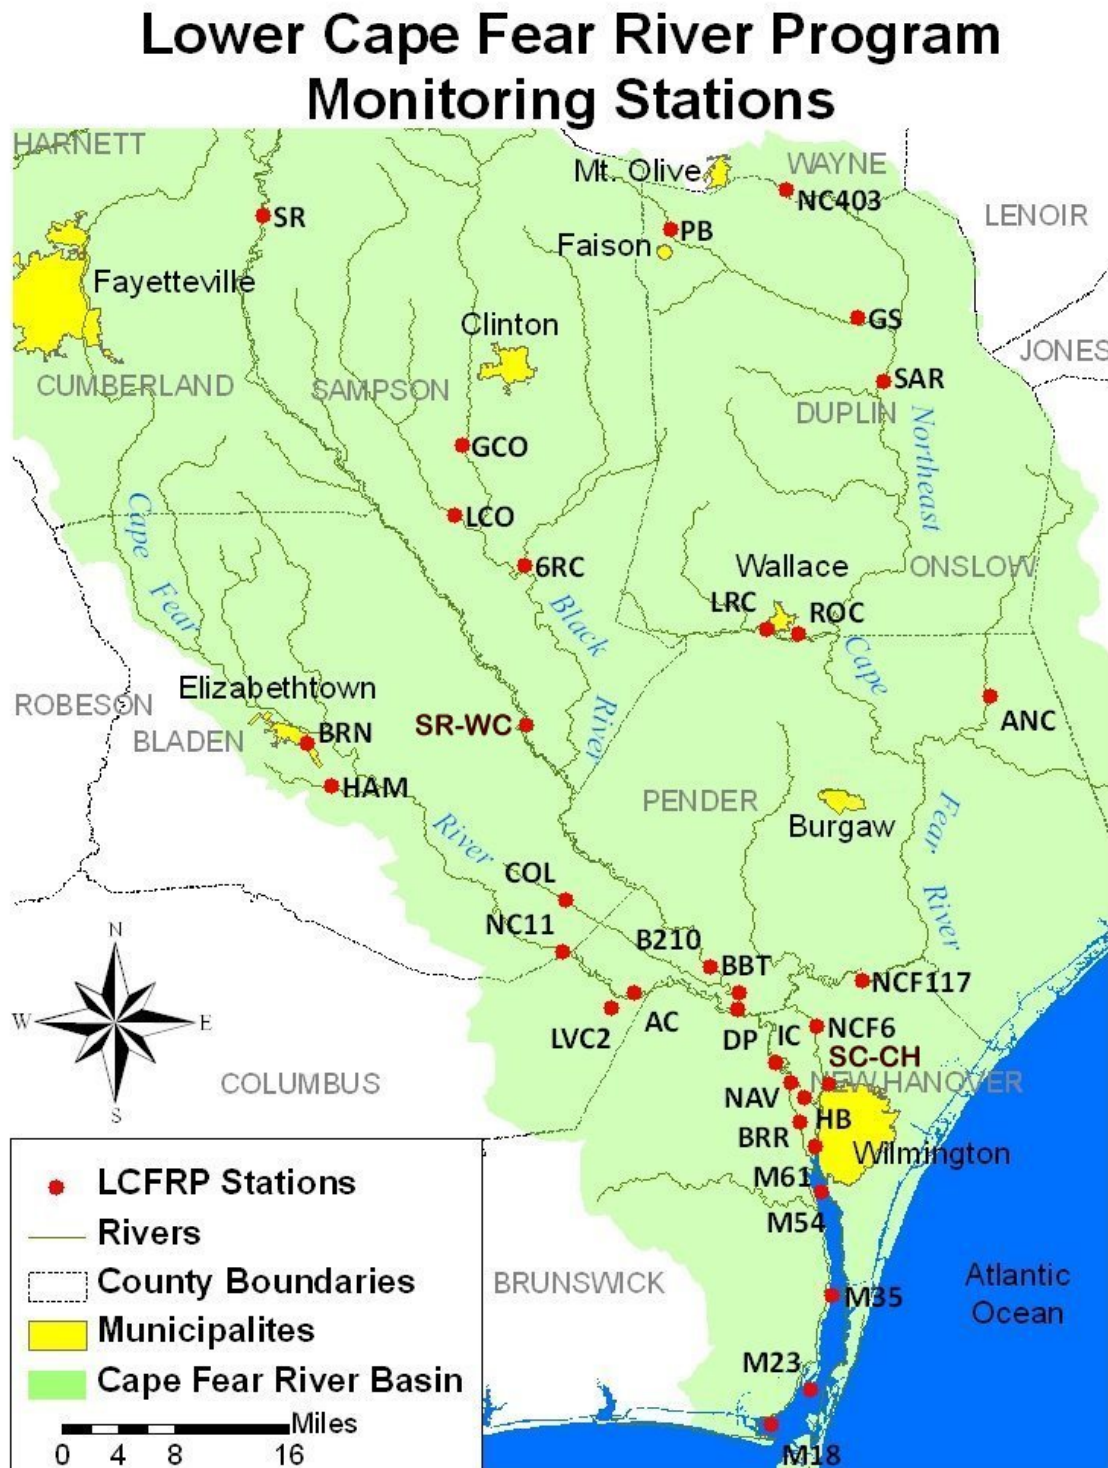 Lower Cape Fear River Program
Monitoring Stations
HARNETT
Mt. Olive
WAYNE
NC403
LENOIR
SR
PB
Faison
Fayetteville
GS
Clinton
JONES
CUMBERLAND
SAMPSON
SAR
DUPLIN
Northeast
GCO
Cape
LCO
6RC
Wallace
ONSLOW
Fear
Black
LRC
ROC
Cape
Elizabethtown
ROBESON
BRN
SR-WC
River
ANC
BLADEN
HAM
PENDER
Burgaw
Fear
River
COL
River
NC11
B210
BBT
NCF117
N
W
E
S
LVC2
AC
DP
IC
NCF6
SC-CH
COLUMBUS
NEW HANOVER
NAV
HB
BRR
Wilmington
M61
M54
LCFRP Stations
Rivers
County Boundaries
Municipalites
Cape Fear River Basin
Miles
0 4 8 16
BRUNSWICK
Atlantic
Ocean
M35
M23
M18